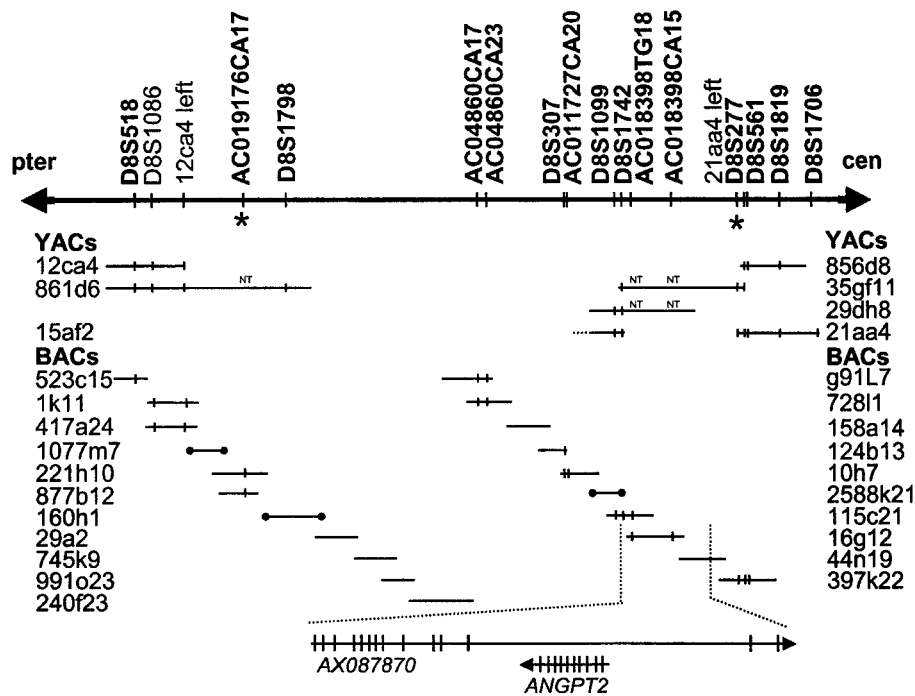 D8S518
D8S1086
12ca4 left
AC019176CA17
D8S1798
AC04860CA17
AC04860CA23
D8S307
AC011727CA20
D8S1099
D8S1742
AC018398TG18
AC018398CA15
21aa4 left
D8S277
D8S561
D8S1819
D8S1706
pter
cen
*
*
YACs
12ca4
861d6
15af2
NT
NT
NT
NT
NT
YACs
856d8
35gf11
29dh8
21aa4
BACs
523c15
1k11
417a24
1077m7
221h10
877b12
160h1
29a2
745k9
991o23
240f23
BACs
g91L7
728l1
158a14
124b13
10h7
2588k21
115c21
16g12
44n19
397k22
AX087870
ANGPT2